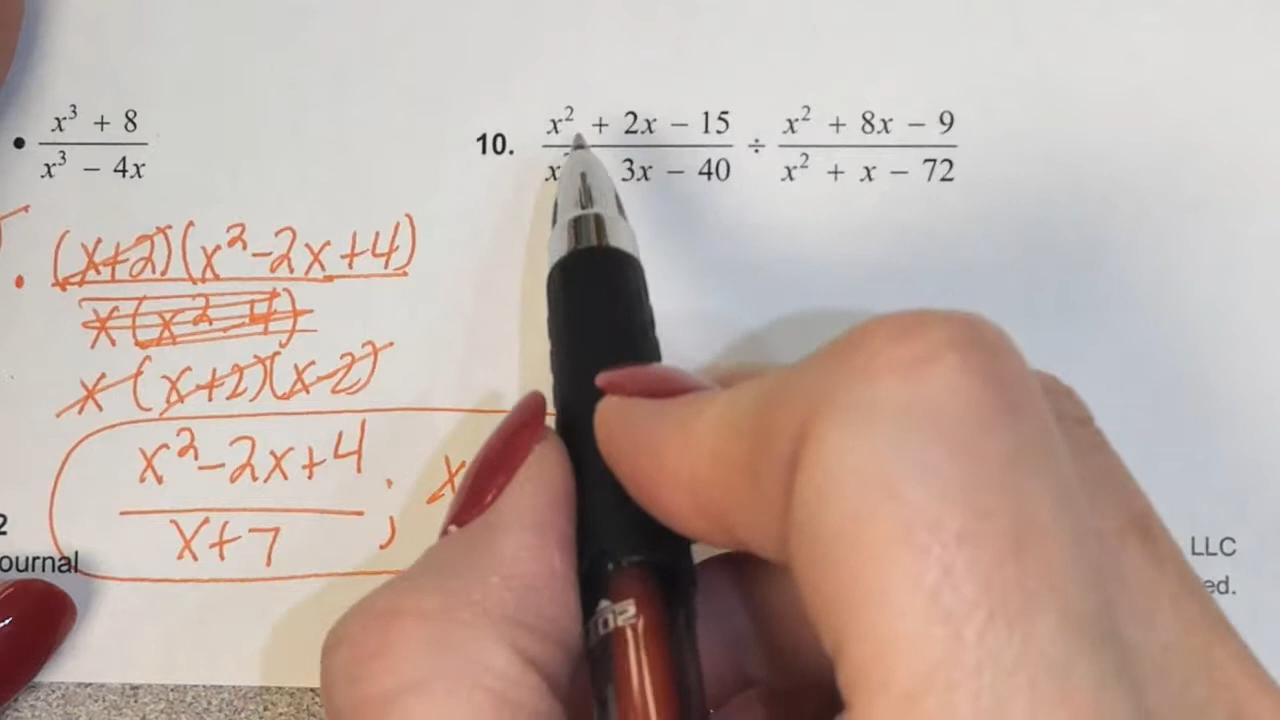 • x³ + 8 / x³ − 4x
10. x² + 2x − 15 / x 3x − 40 ÷ x² + 8x − 9 / x² + x − 72
• (x+2)(x²-2x+4)
x(x²-4)
x(x+2)(x-2)
x²-2x+4 / x+7 ; x
2
ournal
LLC
ed.